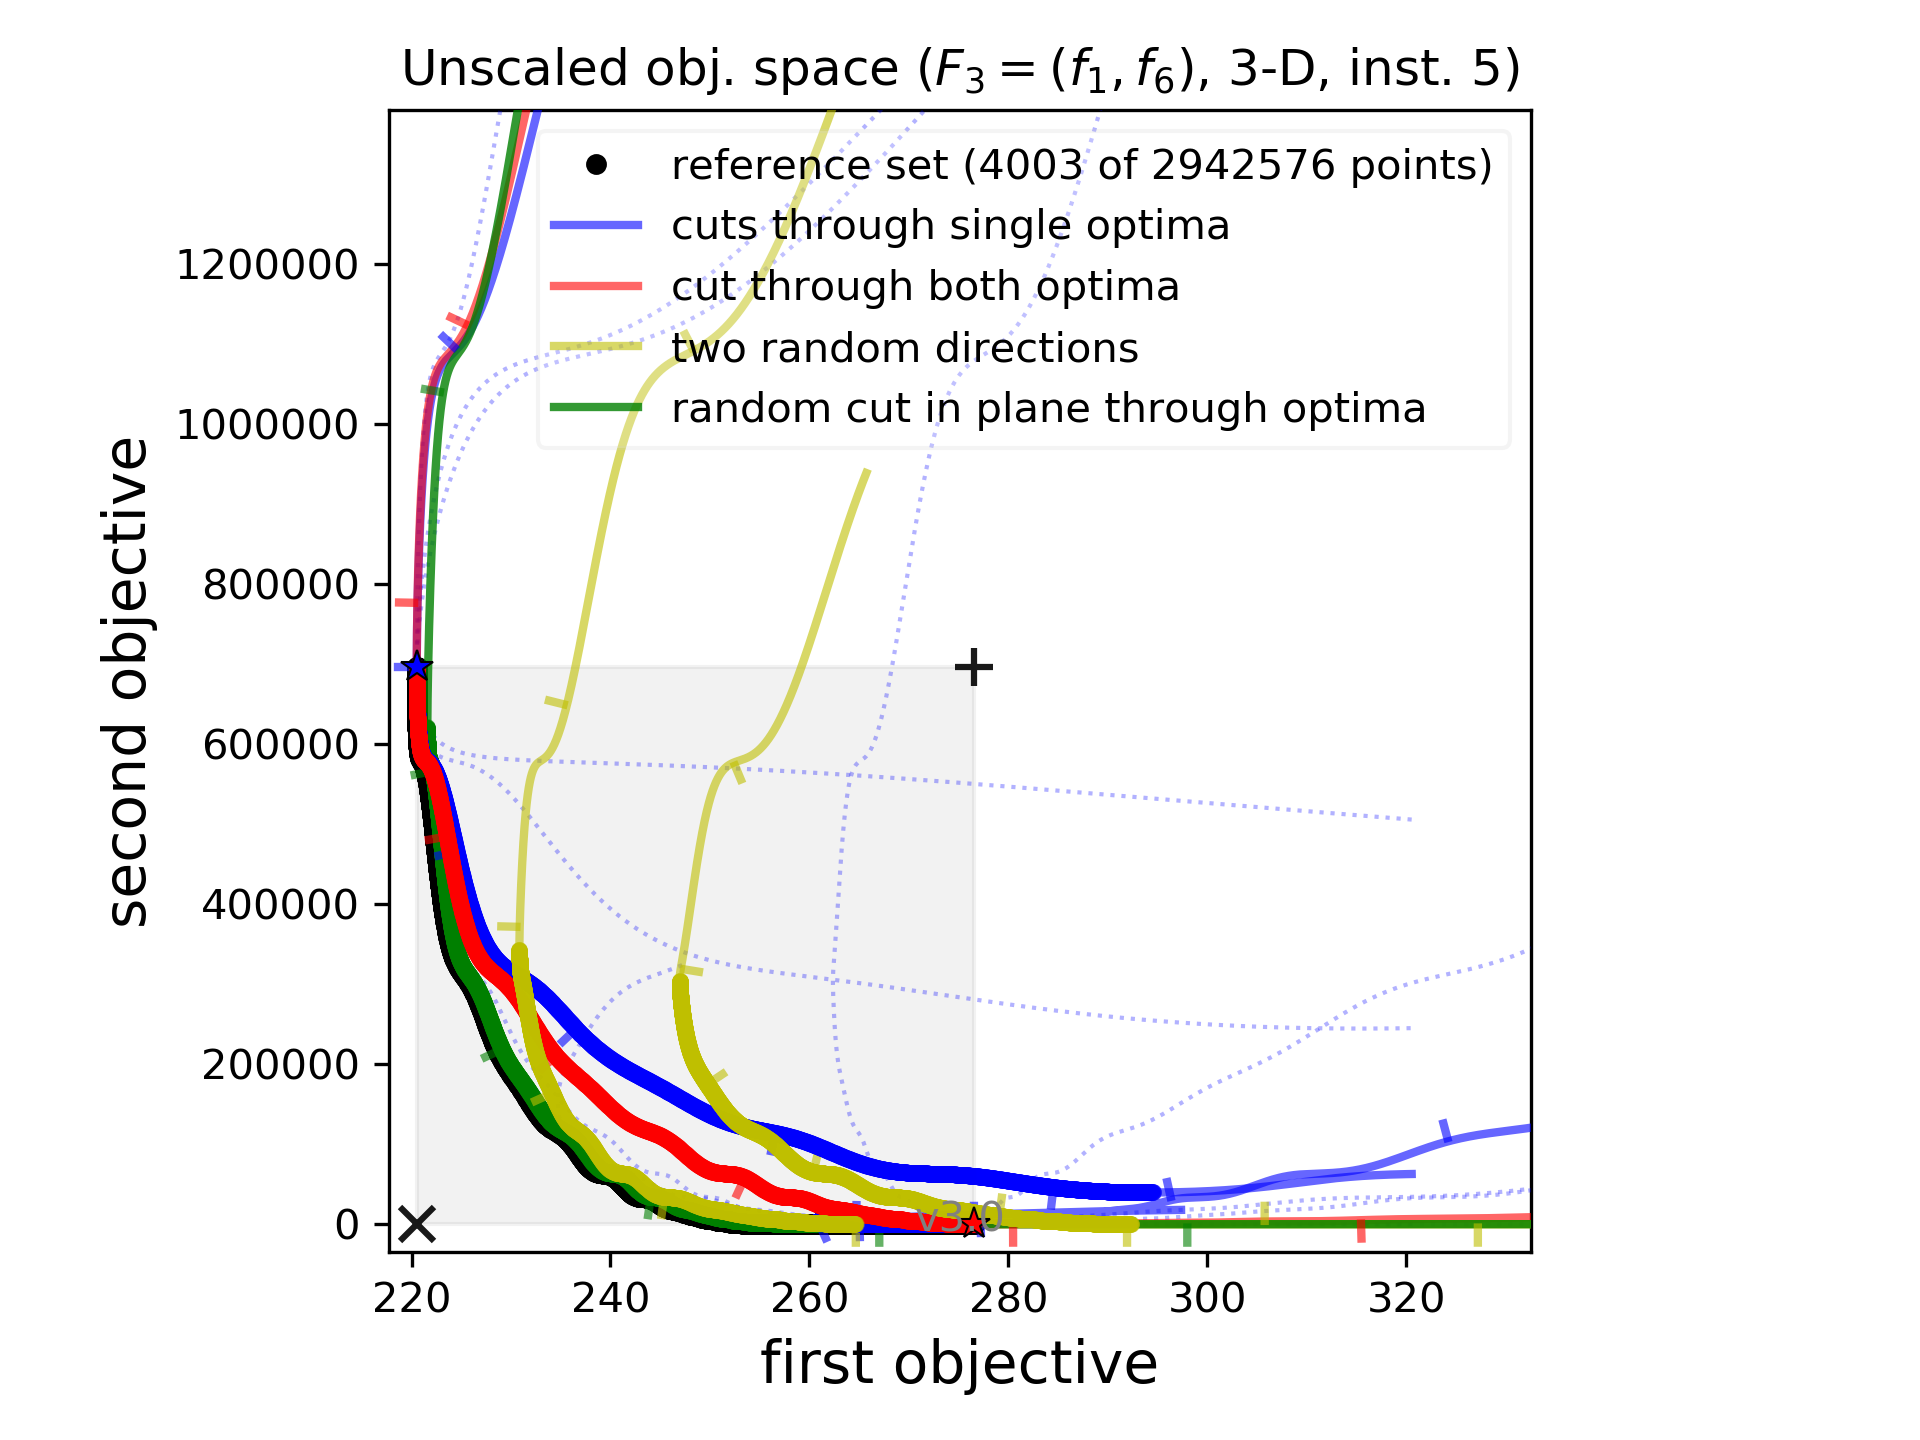 Unscaled obj. space (F₃ = (f₁, f₆), 3-D, inst. 5)
reference set (4003 of 2942576 points)
cuts through single optima
cut through both optima
two random directions
random cut in plane through optima
1200000
1000000
800000
600000
400000
200000
0
second objective
v3.0
220 240 260 280 300 320
first objective